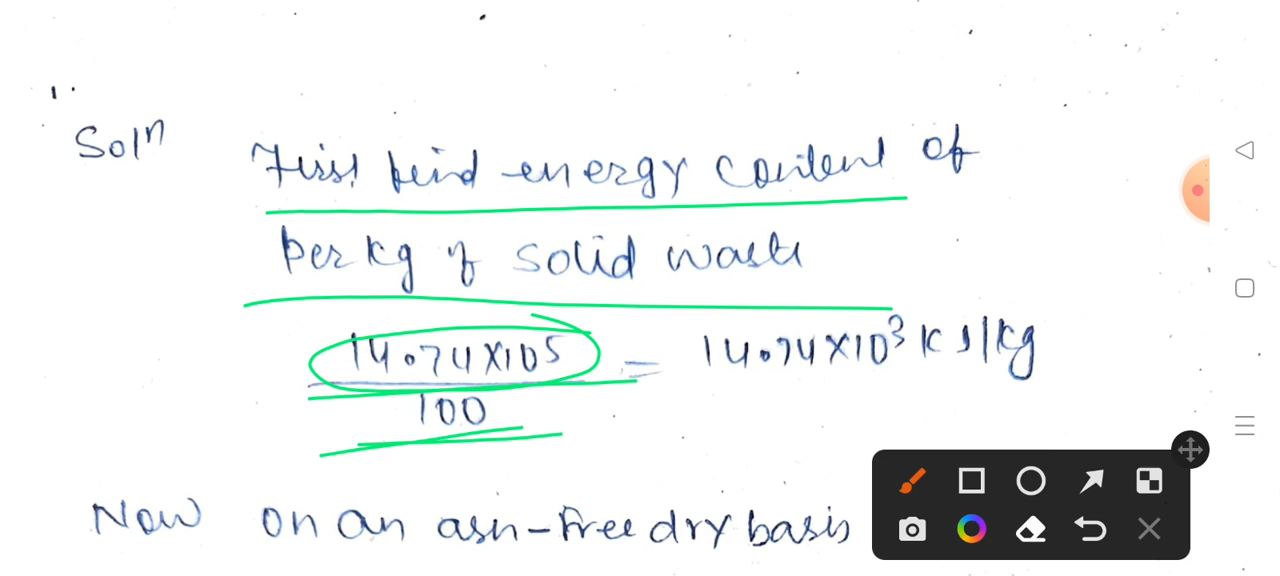 1.
Soln
First find energy content of
per kg of solid waste
14.74×10⁵ = 14.74×10³ KJ/kg
100
Now on an ash-free dry basis